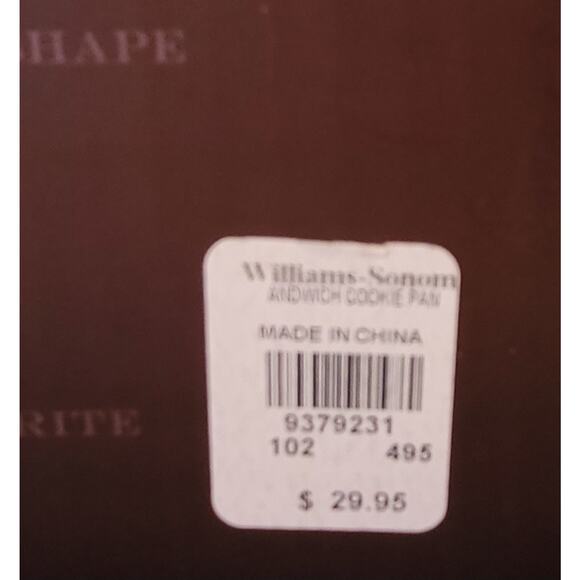 SHAPE
Williams-Sonom
ANDWICH COOKIE PAN
MADE IN CHINA
9379231
RITE
102 495
$ 29.95